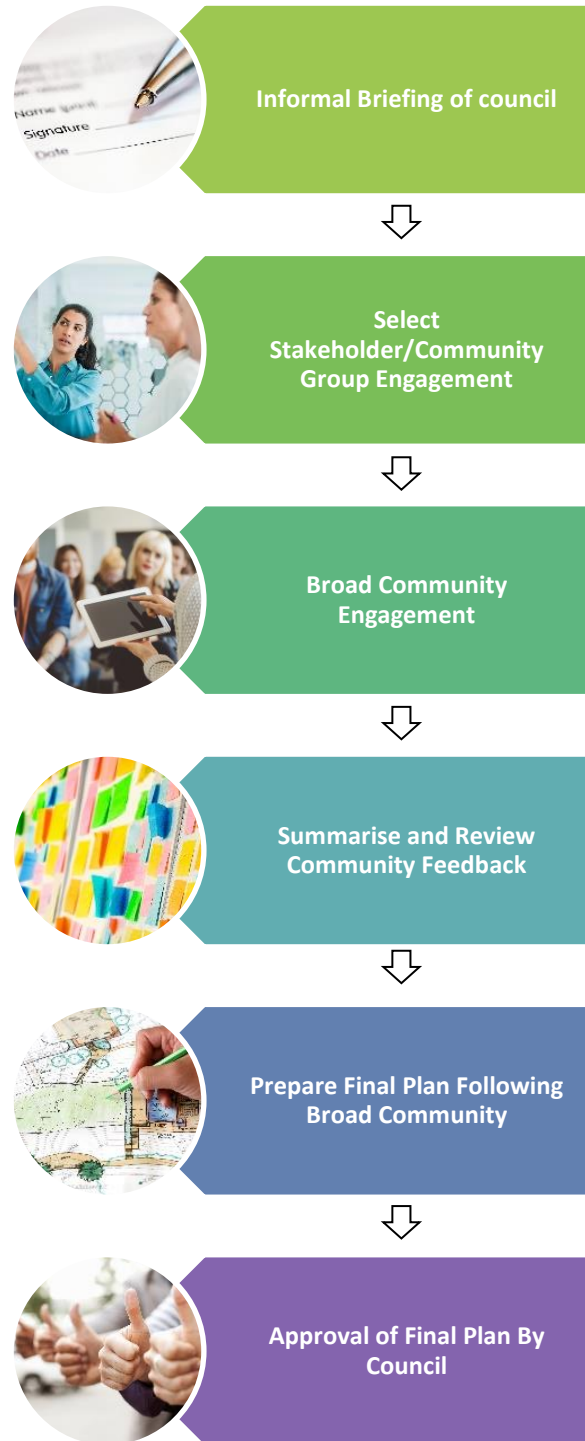 Name (print)
Signature
Date
Informal Briefing of council
Select
Stakeholder/Community
Group Engagement
Broad Community
Engagement
Summarise and Review
Community Feedback
Prepare Final Plan Following
Broad Community
Approval of Final Plan By
Council